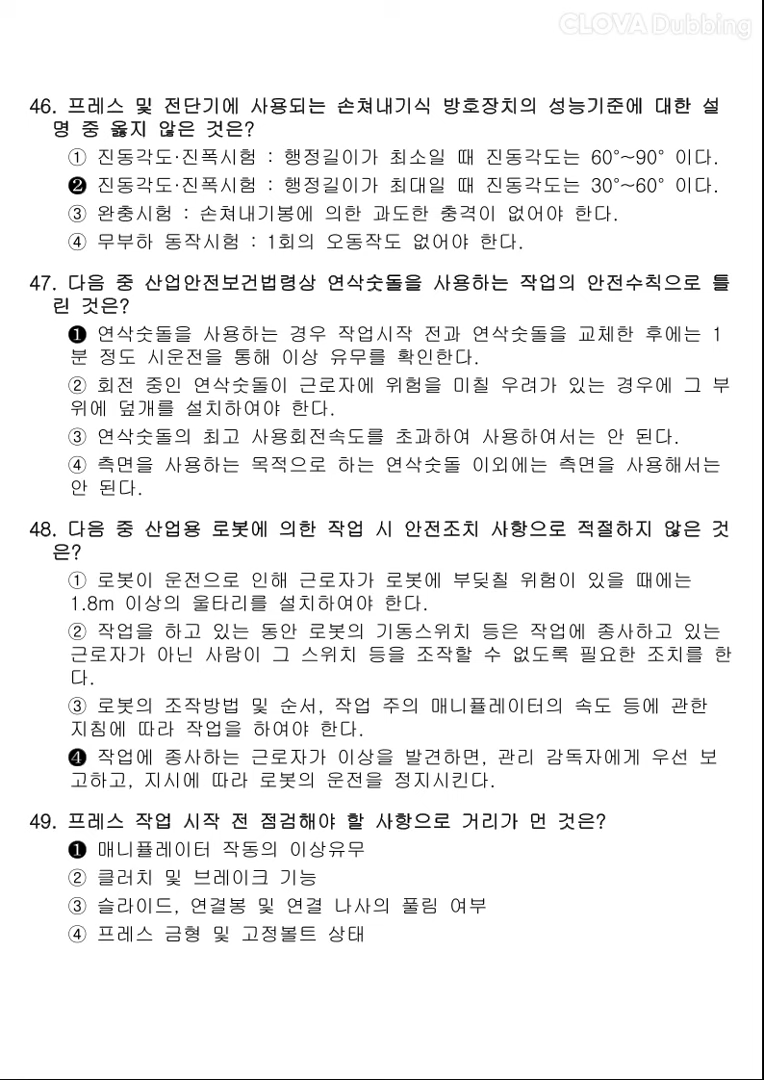 CLOVA Dubbing
46. 프레스 및 전단기에 사용되는 손쳐내기식 방호장치의 성능기준에 대한 설
명 중 옳지 않은 것은?
① 진동각도·진폭시험 : 행정길이가 최소일 때 진동각도는 60°~90° 이다.
❷ 진동각도·진폭시험 : 행정길이가 최대일 때 진동각도는 30°~60° 이다.
③ 완충시험 : 손쳐내기봉에 의한 과도한 충격이 없어야 한다.
④ 무부하 동작시험 : 1회의 오동작도 없어야 한다.
47. 다음 중 산업안전보건법령상 연삭숫돌을 사용하는 작업의 안전수칙으로 틀
린 것은?
❶ 연삭숫돌을 사용하는 경우 작업시작 전과 연삭숫돌을 교체한 후에는 1
분 정도 시운전을 통해 이상 유무를 확인한다.
② 회전 중인 연삭숫돌이 근로자에 위험을 미칠 우려가 있는 경우에 그 부
위에 덮개를 설치하여야 한다.
③ 연삭숫돌의 최고 사용회전속도를 초과하여 사용하여서는 안 된다.
④ 측면을 사용하는 목적으로 하는 연삭숫돌 이외에는 측면을 사용해서는
안 된다.
48. 다음 중 산업용 로봇에 의한 작업 시 안전조치 사항으로 적절하지 않은 것
은?
① 로봇이 운전으로 인해 근로자가 로봇에 부딪칠 위험이 있을 때에는
1.8m 이상의 울타리를 설치하여야 한다.
② 작업을 하고 있는 동안 로봇의 기동스위치 등은 작업에 종사하고 있는
근로자가 아닌 사람이 그 스위치 등을 조작할 수 없도록 필요한 조치를 한
다.
③ 로봇의 조작방법 및 순서, 작업 주의 매니퓰레이터의 속도 등에 관한
지침에 따라 작업을 하여야 한다.
❹ 작업에 종사하는 근로자가 이상을 발견하면, 관리 감독자에게 우선 보
고하고, 지시에 따라 로봇의 운전을 정지시킨다.
49. 프레스 작업 시작 전 점검해야 할 사항으로 거리가 먼 것은?
❶ 매니퓰레이터 작동의 이상유무
② 클러치 및 브레이크 기능
③ 슬라이드, 연결봉 및 연결 나사의 풀림 여부
④ 프레스 금형 및 고정볼트 상태